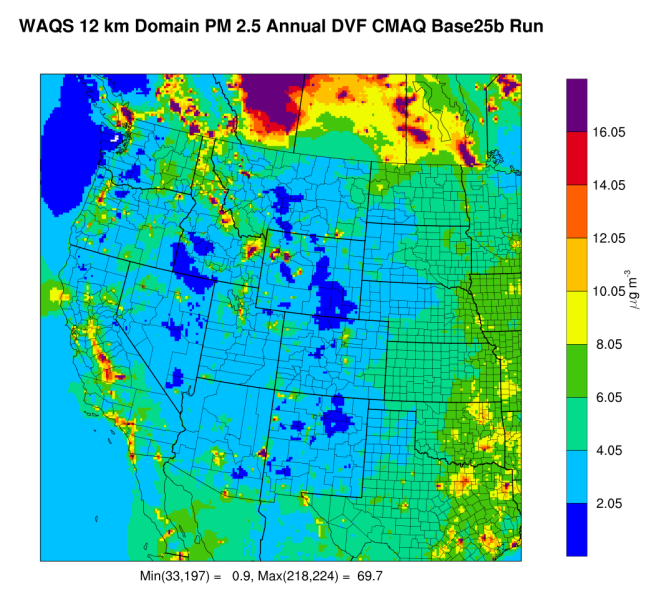 WAQS 12 km Domain PM 2.5 Annual DVF CMAQ Base25b Run
16.05
14.05
12.05
10.05
8.05
6.05
4.05
2.05
μg m⁻³
Min(33,197) = 0.9, Max(218,224) = 69.7